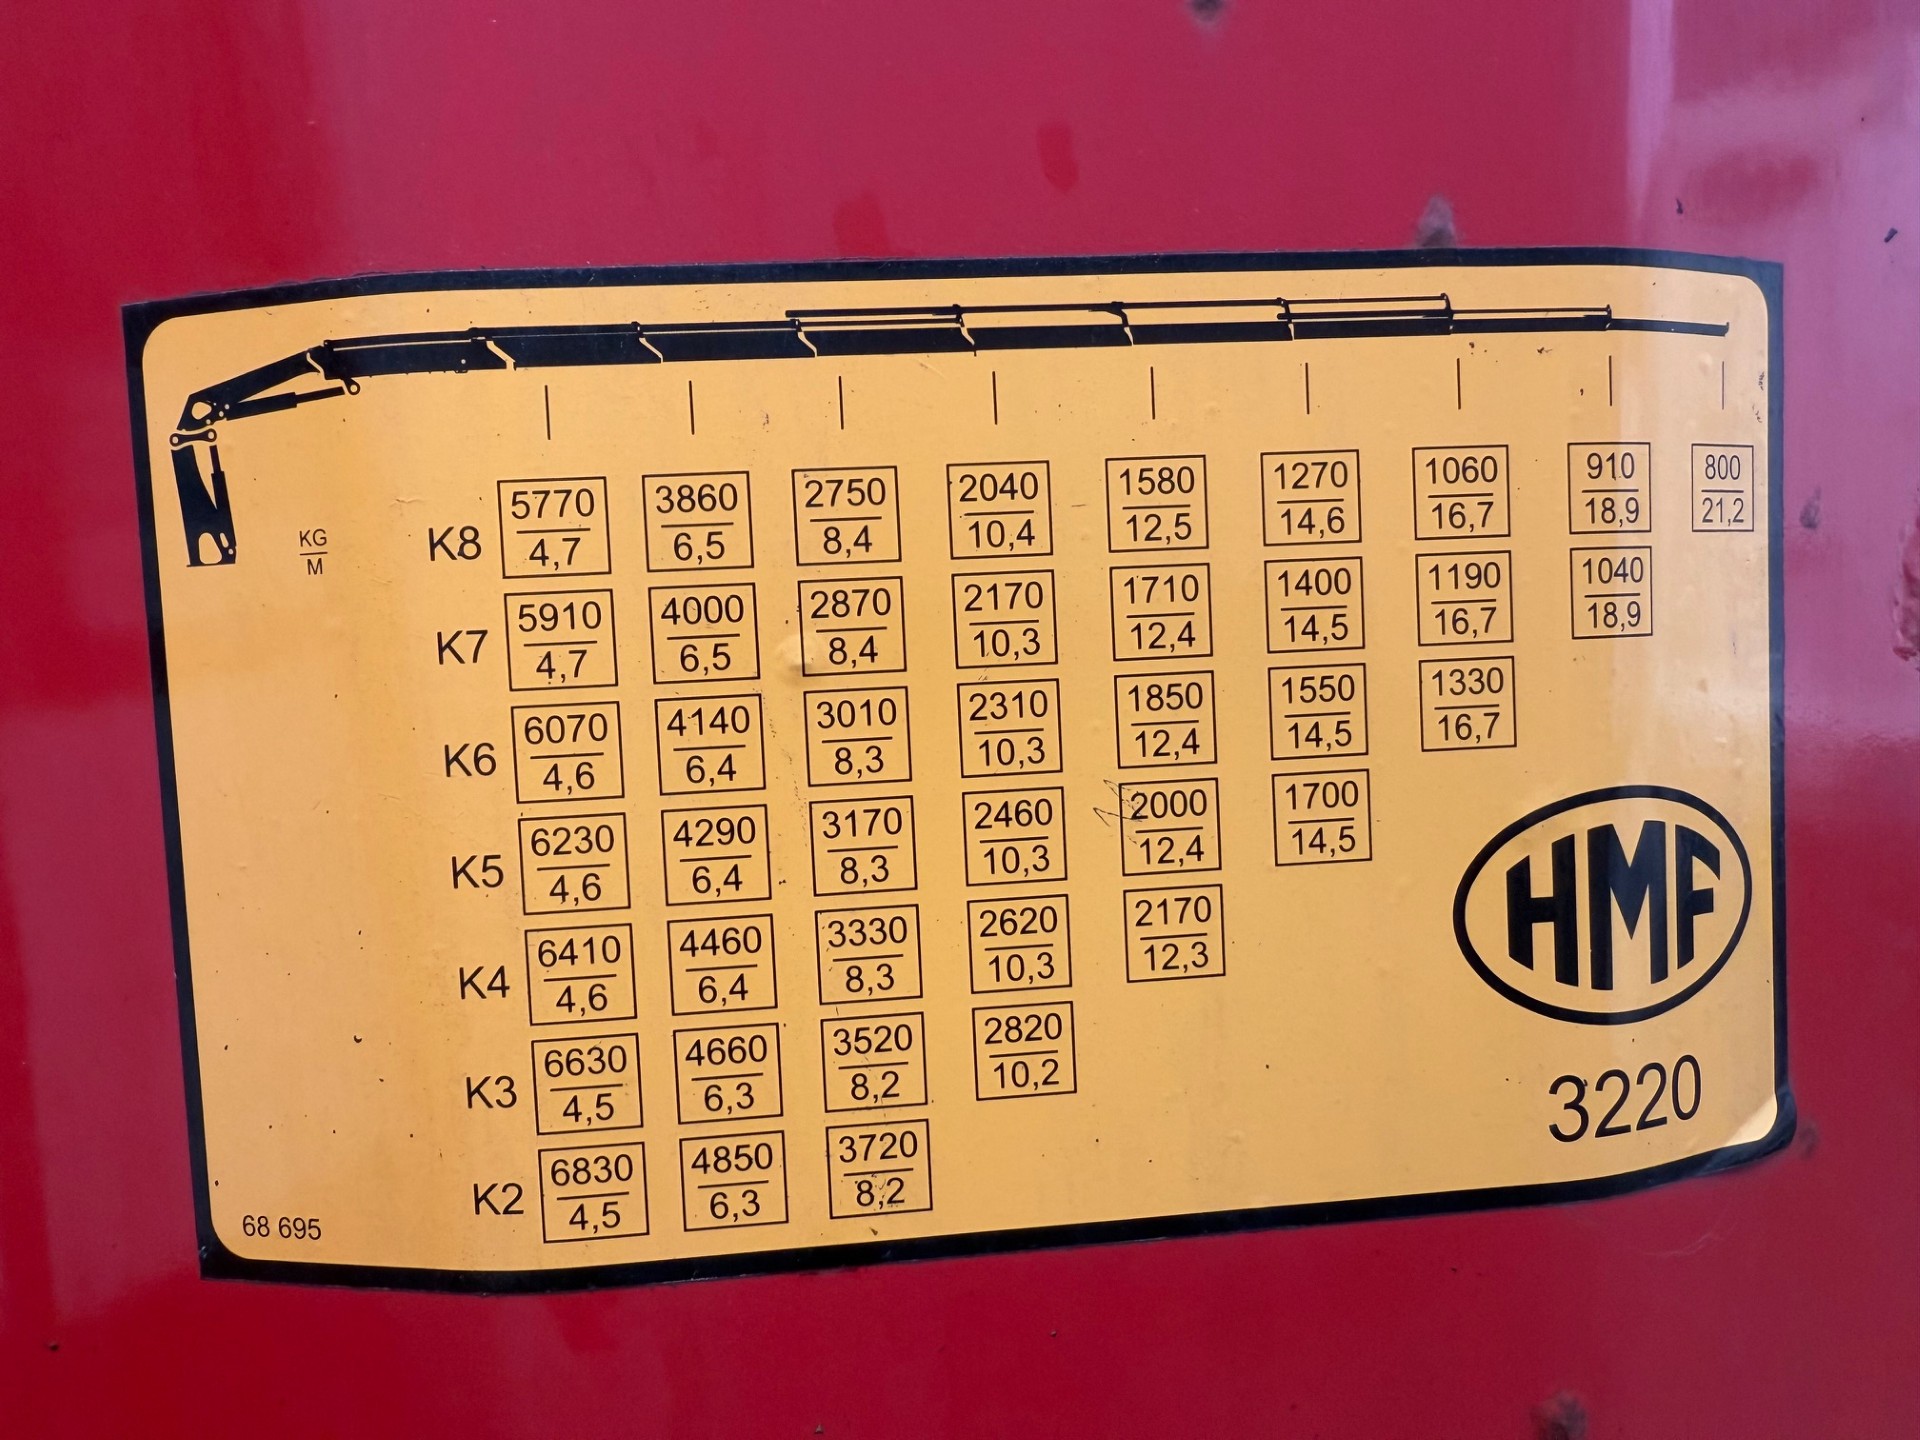 KG
M
K8 5770 3860 2750 2040 1580 1270 1060 910 800
4,7 6,5 8,4 10,4 12,5 14,6 16,7 18,9 21,2
K7 5910 4000 2870 2170 1710 1400 1190 1040
4,7 6,5 8,4 10,3 12,4 14,5 16,7 18,9
K6 6070 4140 3010 2310 1850 1550 1330
4,6 6,4 8,3 10,3 12,4 14,5 16,7
K5 6230 4290 3170 2460 2000 1700
4,6 6,4 8,3 10,3 12,4 14,5
K4 6410 4460 3330 2620 2170
4,6 6,4 8,3 10,3 12,3
K3 6630 4660 3520 2820
4,5 6,3 8,2 10,2
K2 6830 4850 3720
4,5 6,3 8,2
HMF
3220
68 695